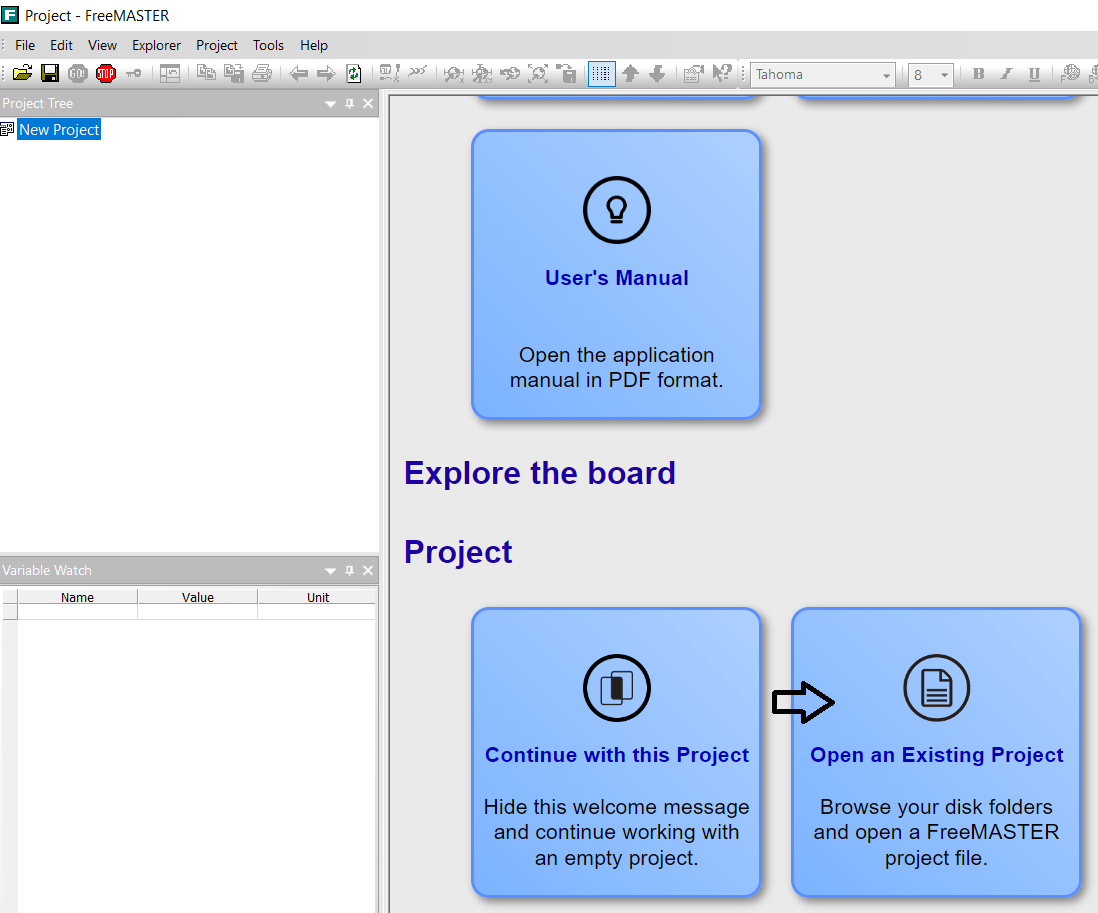 Project - FreeMASTER
File Edit View Explorer Project Tools Help
GO! STOP Tahoma 8 B I U
Project Tree
New Project
User's Manual
Open the application
manual in PDF format.
Explore the board
Project
Variable Watch
Name Value Unit
Continue with this Project
Hide this welcome message
and continue working with
an empty project.
Open an Existing Project
Browse your disk folders
and open a FreeMASTER
project file.